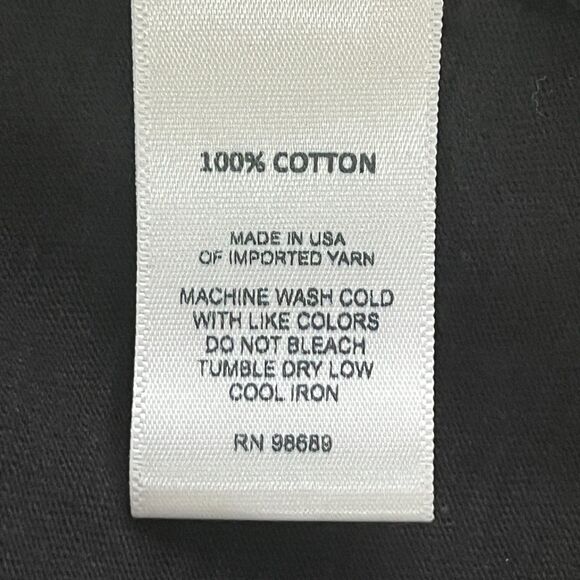 100% COTTON
MADE IN USA
OF IMPORTED YARN
MACHINE WASH COLD
WITH LIKE COLORS
DO NOT BLEACH
TUMBLE DRY LOW
COOL IRON
RN 98689